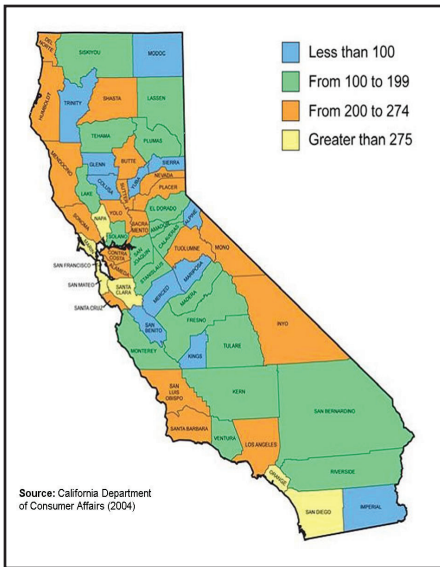 Less than 100
From 100 to 199
From 200 to 274
Greater than 275
DEL
NORTE
SISKIYOU
MODOC
HUMBOLDT
TRINITY
SHASTA
LASSEN
TEHAMA
PLUMAS
MENDOCINO
GLENN
BUTTE
SIERRA
COLUSA
SUTTER
YUBA
NEVADA
PLACER
LAKE
SONOMA
NAPA
YOLO
EL DORADO
SACRA
MENTO
AMADOR
ALPINE
SOLANO
CALAVERAS
MARIN
SAN FRANCISCO
CONTRA
COSTA
SAN
JOAQUIN
TUOLUMNE
MONO
ALAMEDA
STANISLAUS
MARIPOSA
SAN MATEO
SANTA
CLARA
MERCED
MADERA
SANTA CRUZ
SAN
BENITO
FRESNO
INYO
MONTEREY
KINGS
TULARE
SAN
LUIS
OBISPO
KERN
SAN BERNARDINO
SANTA BARBARA
VENTURA
LOS ANGELES
ORANGE
RIVERSIDE
SAN DIEGO
IMPERIAL
Source: California Department
of Consumer Affairs (2004)